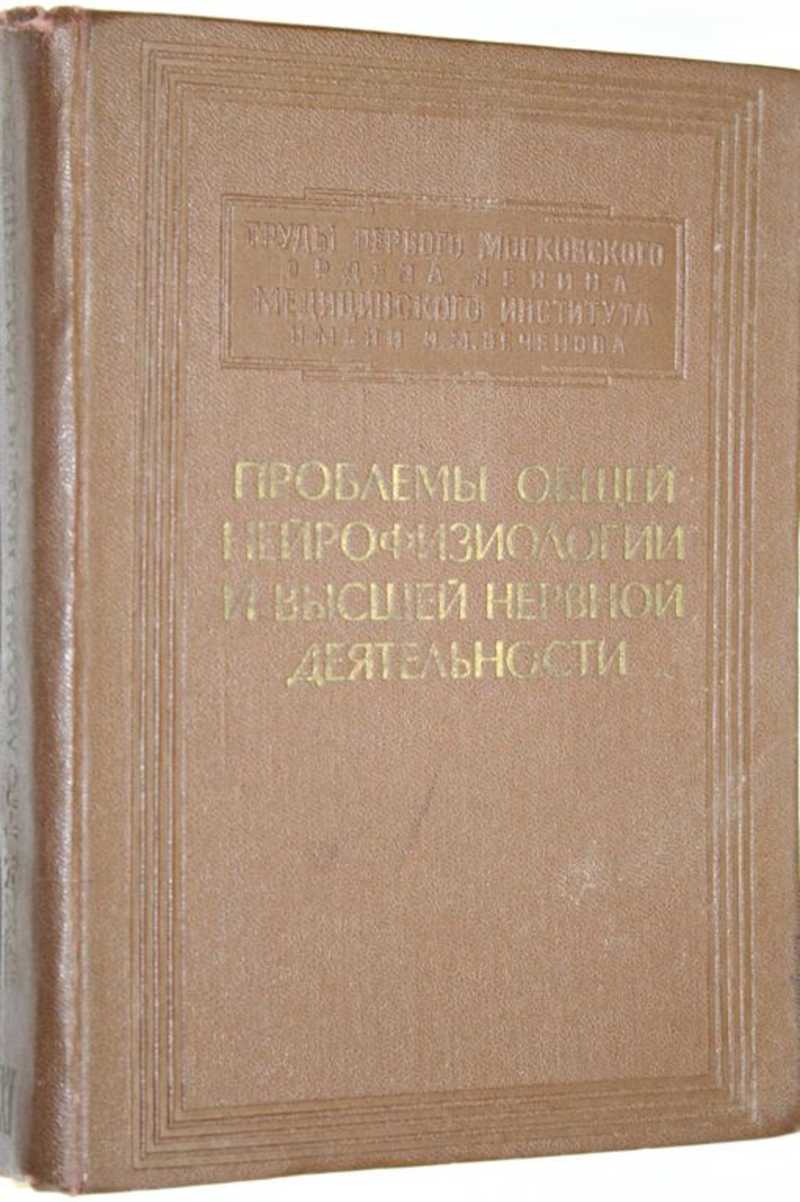 ТРУДЫ ПЕРВОГО МОСКОВСКОГО
ОРДЕНА ЛЕНИНА
МЕДИЦИНСКОГО ИНСТИТУТА
ИМЕНИ И.М.СЕЧЕНОВА
ПРОБЛЕМЫ ОБЩЕЙ
НЕЙРОФИЗИОЛОГИИ
И ВЫСШЕЙ НЕРВНОЙ
ДЕЯТЕЛЬНОСТИ